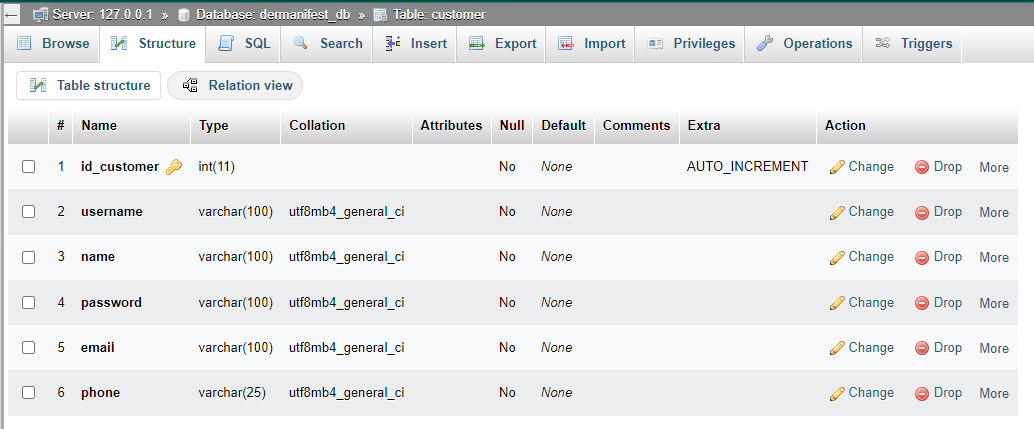 Server: 127.0.0.1 » Database: dermanifest_db » Table: customer
Browse Structure SQL Search Insert Export Import Privileges Operations Triggers
Table structure Relation view
# Name Type Collation Attributes Null Default Comments Extra Action
1 id_customer int(11) No None AUTO_INCREMENT Change Drop More
2 username varchar(100) utf8mb4_general_ci No None Change Drop More
3 name varchar(100) utf8mb4_general_ci No None Change Drop More
4 password varchar(100) utf8mb4_general_ci No None Change Drop More
5 email varchar(100) utf8mb4_general_ci No None Change Drop More
6 phone varchar(25) utf8mb4_general_ci No None Change Drop More